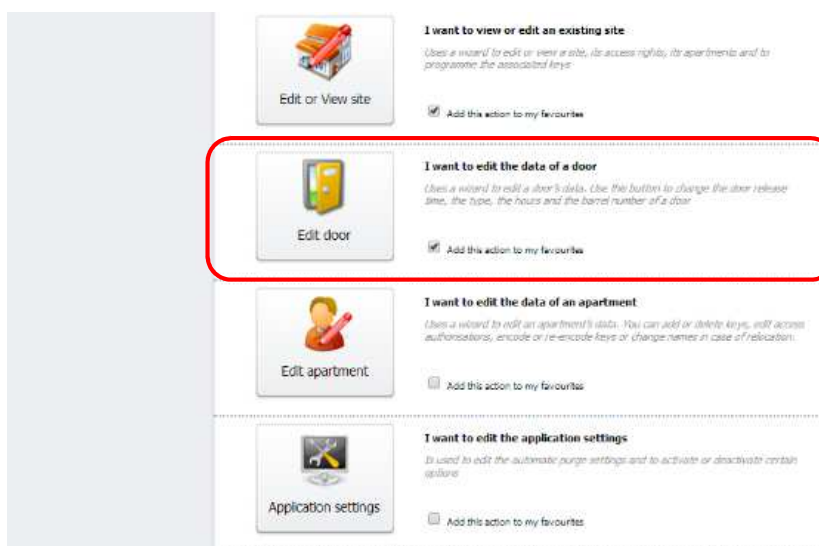 I want to view or edit an existing site
Uses a wizard to edit or view a site, its access rights, its apartments and to
programme the associated keys
Edit or View site
Add this action to my favourites
I want to edit the data of a door
Uses a wizard to edit a door's data. Use this button to change the door release
time, the type, the hours and the barrel number of a door
Edit door
Add this action to my favourites
I want to edit the data of an apartment
Uses a wizard to edit an apartment's data. You can add or delete keys, edit access
authorisations, encode or re-encode keys or change names in case of relocation.
Edit apartment
Add this action to my favourites
I want to edit the application settings
Is used to edit the automatic purge settings and to activate or deactivate certain
options
Application settings
Add this action to my favourites